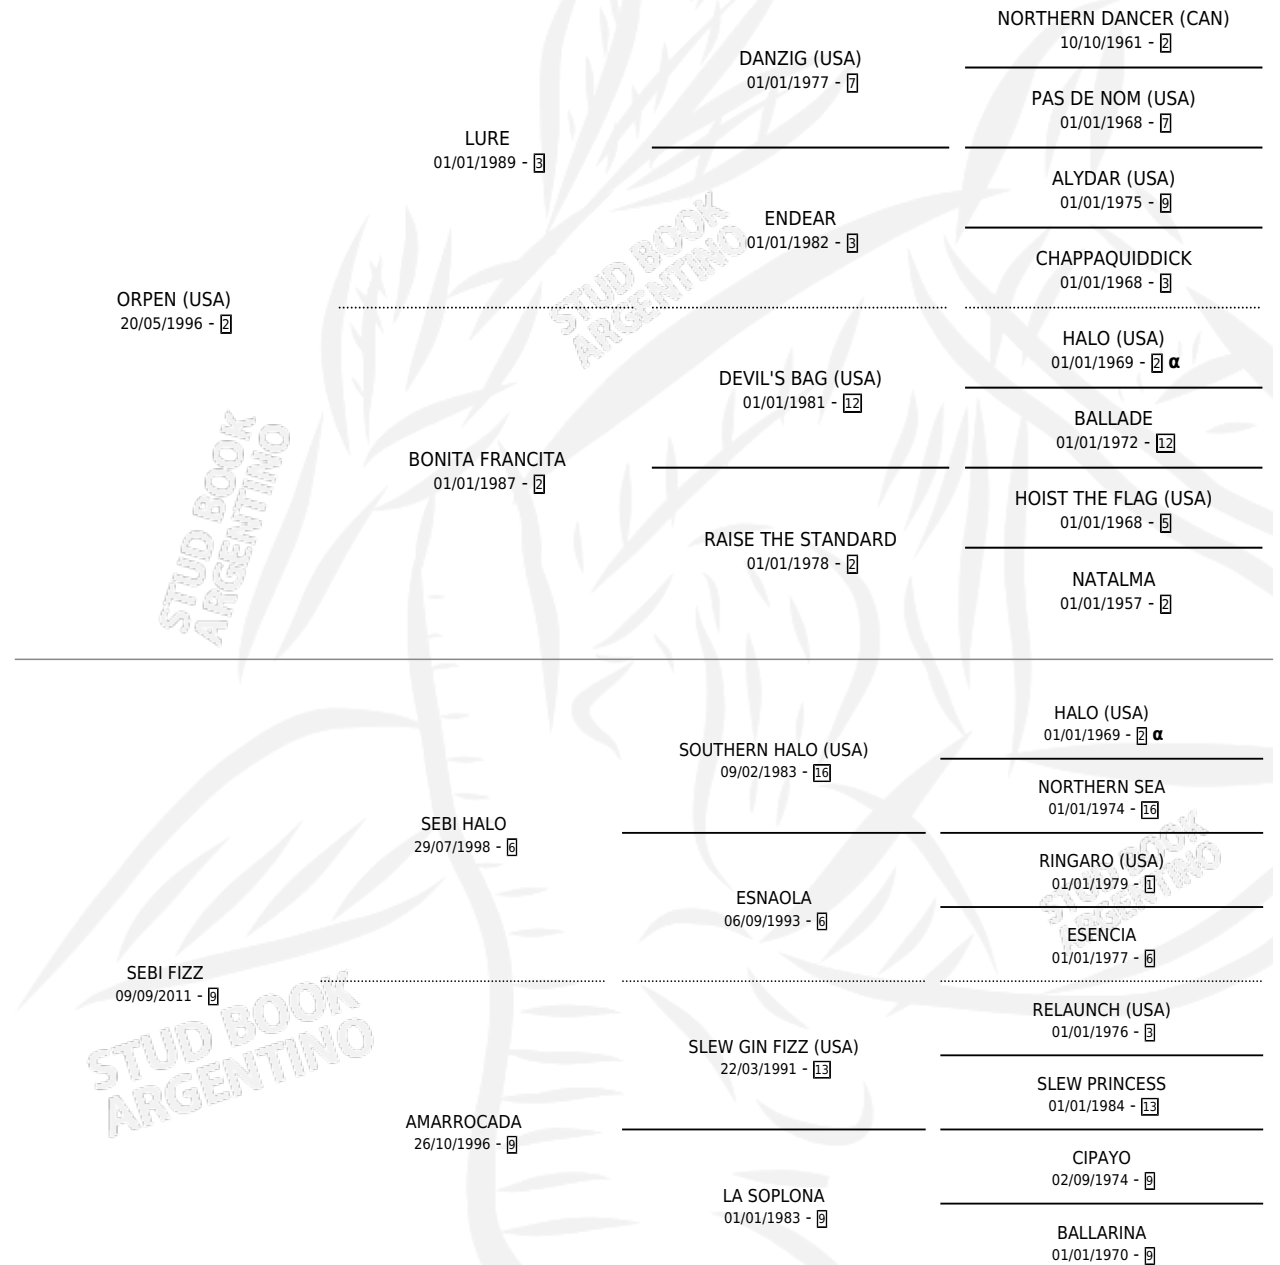 NORTHERN DANCER (CAN)
10/10/1961 - 2
DANZIG (USA)
01/01/1977 - 7
PAS DE NOM (USA)
01/01/1968 - 7
LURE
01/01/1989 - 3
ALYDAR (USA)
01/01/1975 - 9
ENDEAR
01/01/1982 - 3
CHAPPAQUIDDICK
01/01/1968 - 3
ORPEN (USA)
20/05/1996 - 2
HALO (USA)
01/01/1969 - 2 α
DEVIL'S BAG (USA)
01/01/1981 - 12
BALLADE
01/01/1972 - 12
BONITA FRANCITA
01/01/1987 - 2
HOIST THE FLAG (USA)
01/01/1968 - 5
RAISE THE STANDARD
01/01/1978 - 2
NATALMA
01/01/1957 - 2
STUD BOOK
ARGENTINO
STUD BOOK
ARGENTINO
HALO (USA)
01/01/1969 - 2 α
SOUTHERN HALO (USA)
09/02/1983 - 16
NORTHERN SEA
01/01/1974 - 16
SEBI HALO
29/07/1998 - 6
RINGARO (USA)
01/01/1979 - 1
ESNAOLA
06/09/1993 - 6
ESENCIA
01/01/1977 - 6
SEBI FIZZ
09/09/2011 - 9
RELAUNCH (USA)
01/01/1976 - 3
SLEW GIN FIZZ (USA)
22/03/1991 - 13
SLEW PRINCESS
01/01/1984 - 13
AMARROCADA
26/10/1996 - 9
CIPAYO
02/09/1974 - 9
LA SOPLONA
01/01/1983 - 9
BALLARINA
01/01/1970 - 9
STUD BOOK
ARGENTINO
STUD BOOK
ARGENTINO